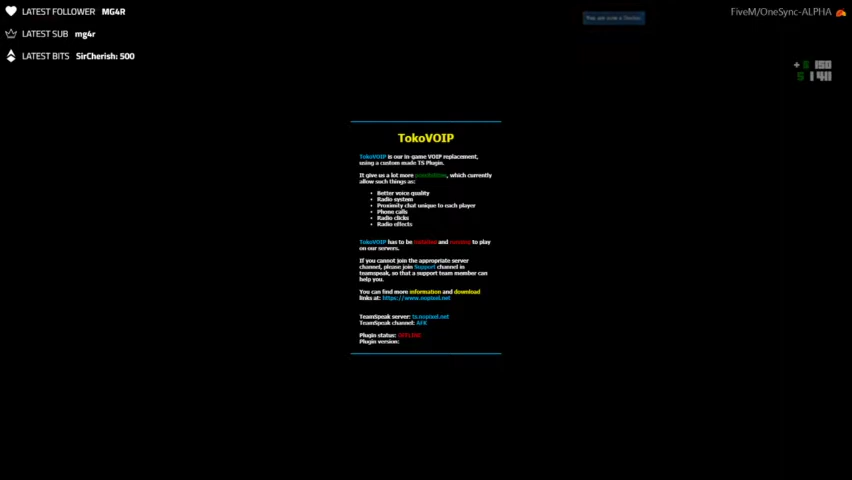 LATEST FOLLOWER MG4R
LATEST SUB mg4r
LATEST BITS SirCherish: 500
FiveM/OneSync-ALPHA
TokoVOIP
TokoVOIP is our in-game VOIP replacement,
using a custom made TS Plugin.
It give us a lot more , which currently
allow such things as:
• Better voice quality
• Radio system
• Proximity chat unique to each player
• Phone calls
• Radio clicks
• Radio effects
TokoVOIP has to be and running to play
on our servers.
If you cannot join the appropriate server
channel, please join Support channel in
teamspeak, so that a support team member can
help you.
You can find more information and download
links at: https://www.nopixel.net
TeamSpeak server: ts.nopixel.net
TeamSpeak channel: AFK
Plugin status: OFFLINE
Plugin version: